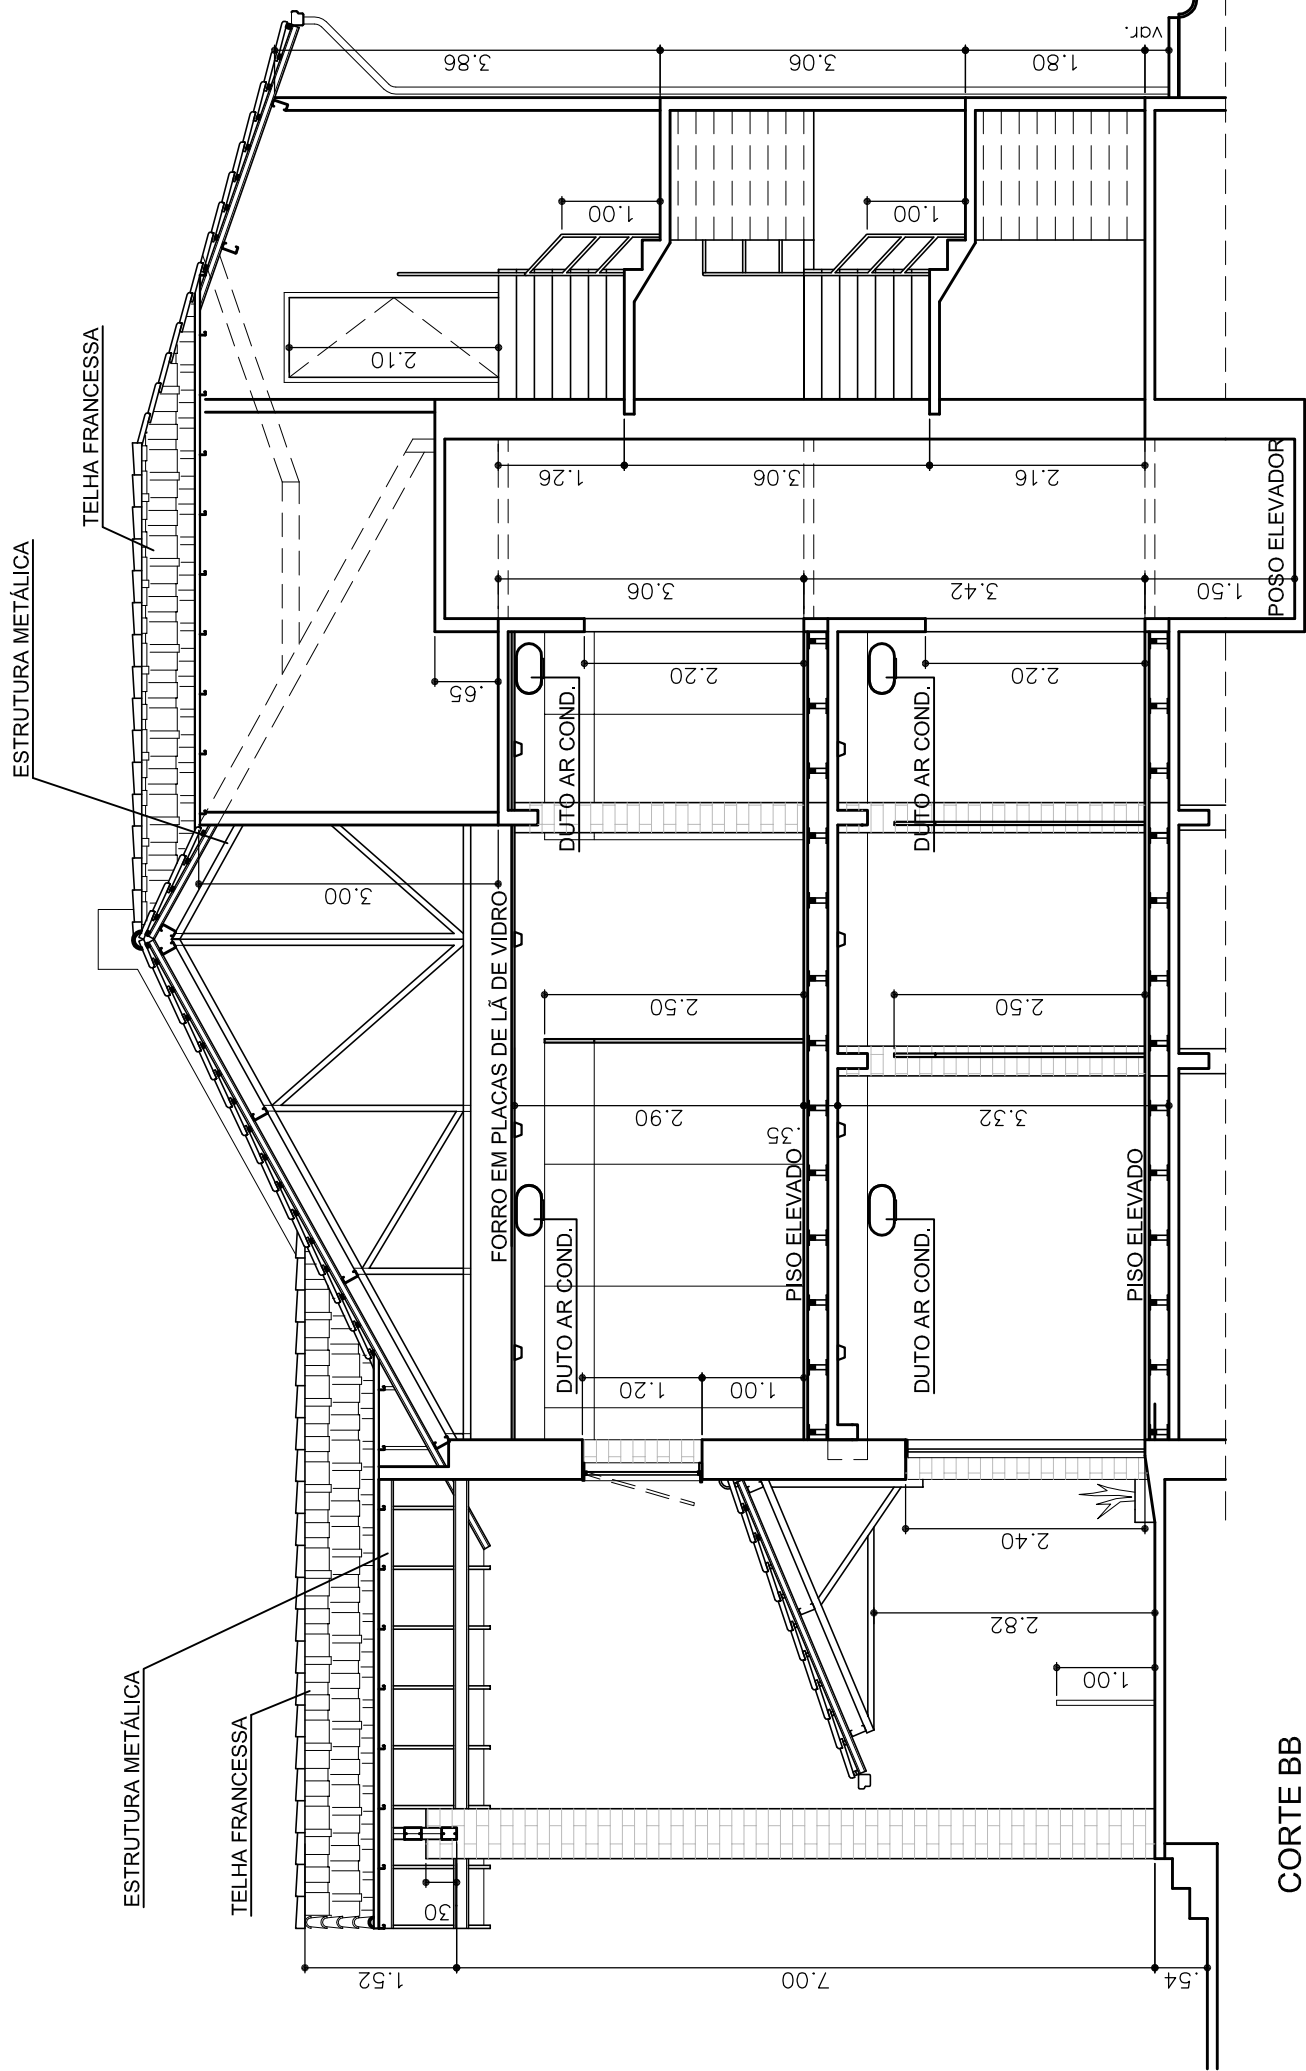 ESTRUTURA METÁLICA
TELHA FRANCESSA
ESTRUTURA METÁLICA
TELHA FRANCESSA
3.86
3.06
1.80
var.
1.00
1.00
2.10
1.26
3.06
2.16
3.06
3.42
1.50
POSO ELEVADOR
.65
2.20
2.20
DUTO AR COND.
DUTO AR COND.
3.00
FORRO EM PLACAS DE LÃ DE VIDRO
2.50
2.50
2.90
.35
3.32
PISO ELEVADO
PISO ELEVADO
DUTO AR COND.
DUTO AR COND.
1.20
1.00
2.40
2.82
1.00
30
1.52
7.00
.54
CORTE BB